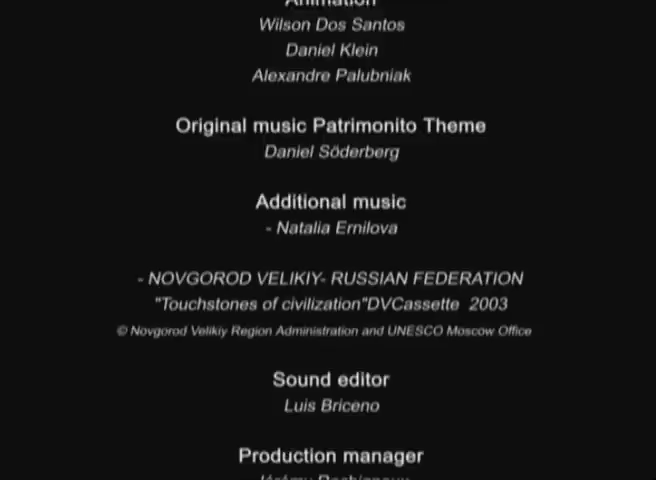 Animation
Wilson Dos Santos
Daniel Klein
Alexandre Palubniak
Original music Patrimonito Theme
Daniel Söderberg
Additional music
- Natalia Ernilova
- NOVGOROD VELIKIY- RUSSIAN FEDERATION
"Touchstones of civilization"DVCassette  2003
© Novgorod Velikiy Region Administration and UNESCO Moscow Office
Sound editor
Luis Briceno
Production manager